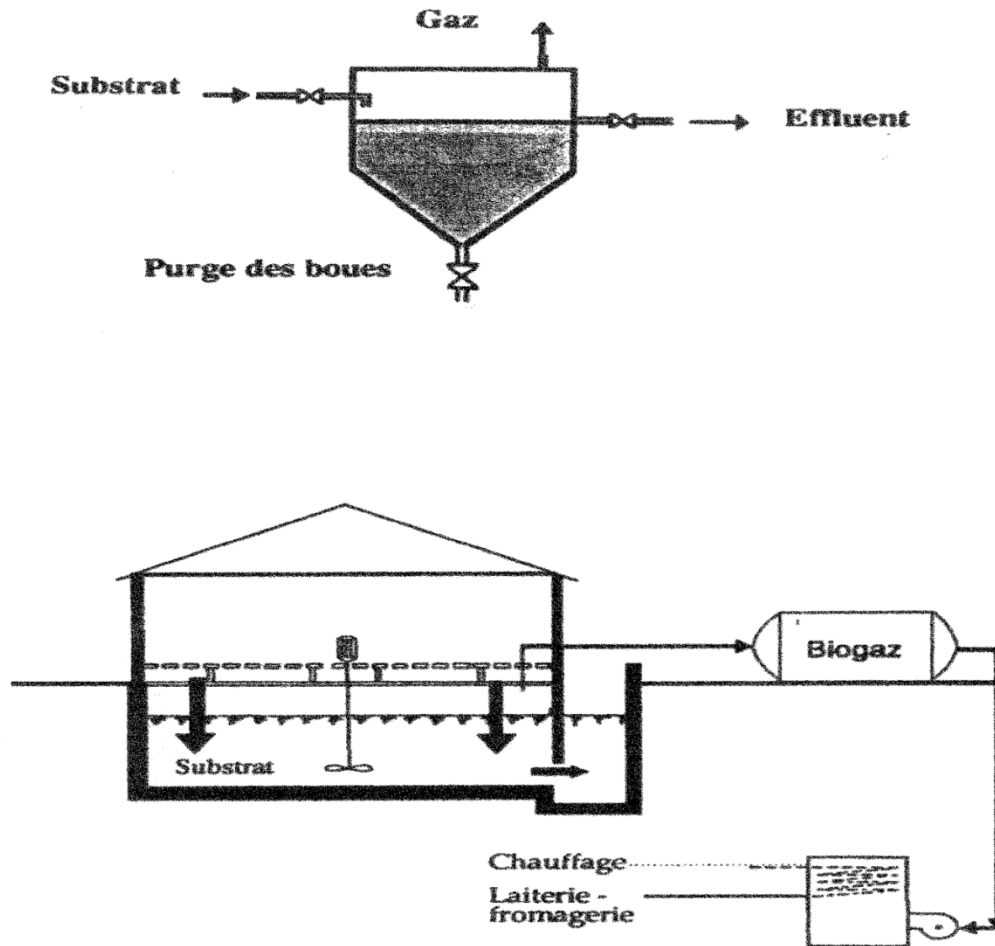 Gaz
Substrat
Effluent
Purge des boues
Biogaz
Substrat
Chauffage
Laiterie -
fromagerie